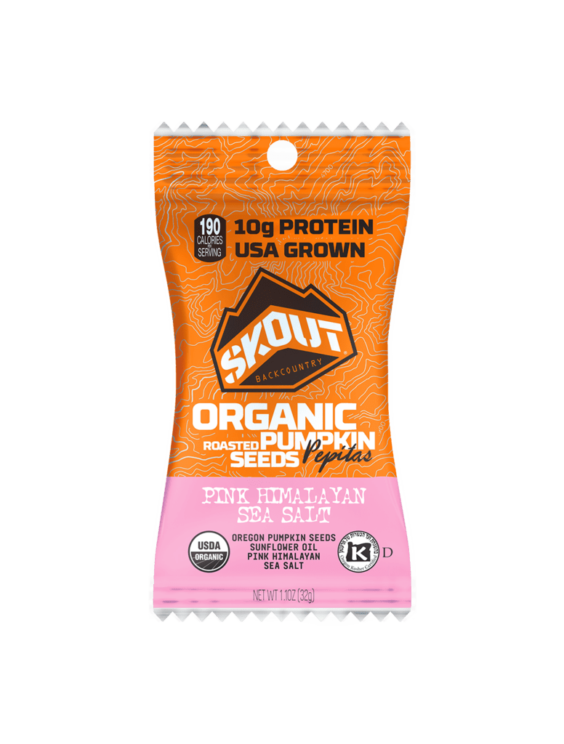 190
CALORIES
PER
SERVING
10g PROTEIN
USA GROWN
SKOUT
BACKCOUNTRY
ORGANIC
ROASTED PUMPKIN
SEEDS Pepitas
PINK HIMALAYAN
SEA SALT
USDA
ORGANIC
OREGON PUMPKIN SEEDS
SUNFLOWER OIL
PINK HIMALAYAN
SEA SALT
K
D
NET WT 1.1OZ (32g)